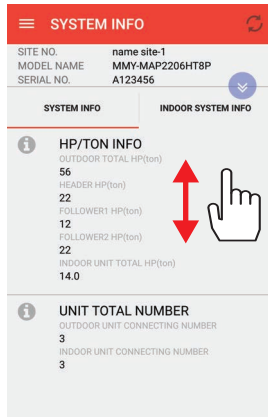 SYSTEM INFO
SITE NO. name site-1
MODEL NAME MMY-MAP2206HT8P
SERIAL NO. A123456
SYSTEM INFO INDOOR SYSTEM INFO
HP/TON INFO
OUTDOOR TOTAL HP(ton)
56
HEADER HP(ton)
22
FOLLOWER1 HP(ton)
12
FOLLOWER2 HP(ton)
22
INDOOR UNIT TOTAL HP(ton)
14.0
UNIT TOTAL NUMBER
OUTDOOR UNIT CONNECTING NUMBER
3
INDOOR UNIT CONNECTING NUMBER
3